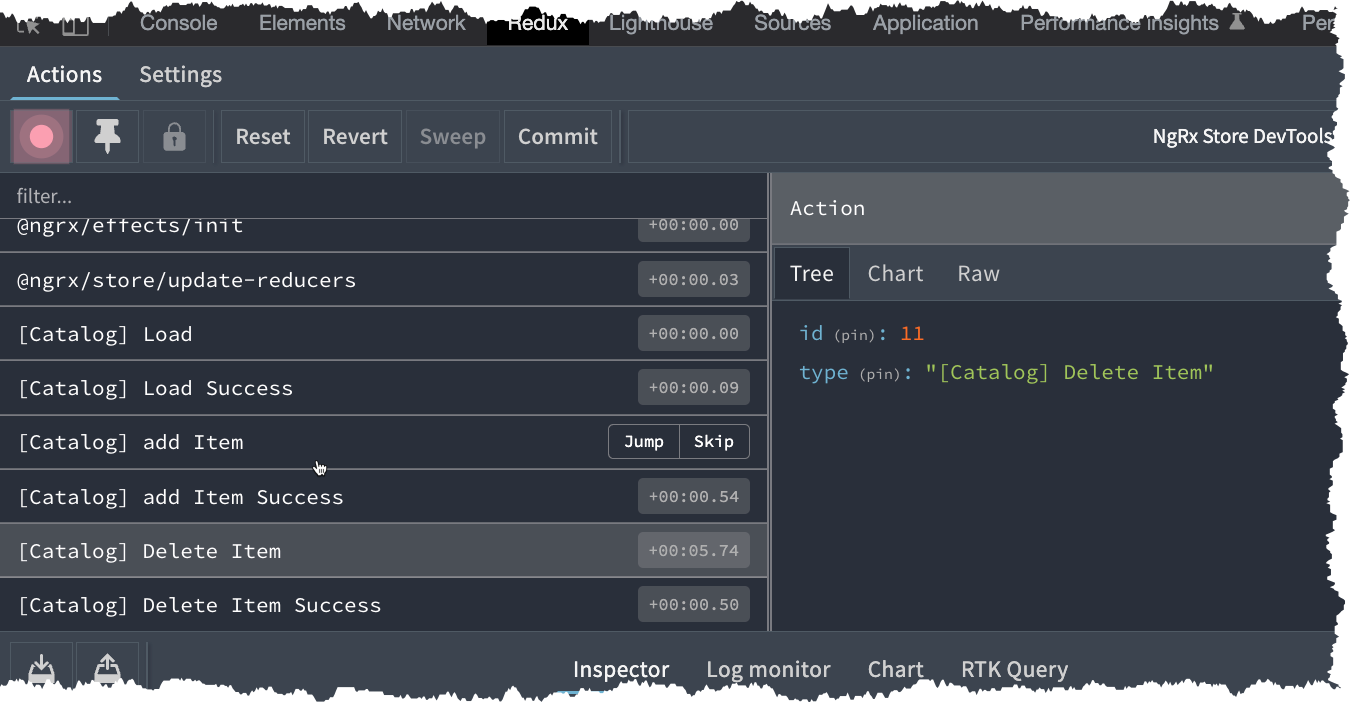 Console Elements Network Redux Lighthouse Sources Application Performance insights Per
Actions Settings
Reset Revert Sweep Commit NgRx Store DevTools
filter...
@ngrx/effects/init +00:00.00
@ngrx/store/update-reducers +00:00.03
[Catalog] Load +00:00.00
[Catalog] Load Success +00:00.09
[Catalog] add Item Jump Skip
[Catalog] add Item Success +00:00.54
[Catalog] Delete Item +00:05.74
[Catalog] Delete Item Success +00:00.50
Action
Tree Chart Raw
id (pin): 11
type (pin): "[Catalog] Delete Item"
Inspector Log monitor Chart RTK Query